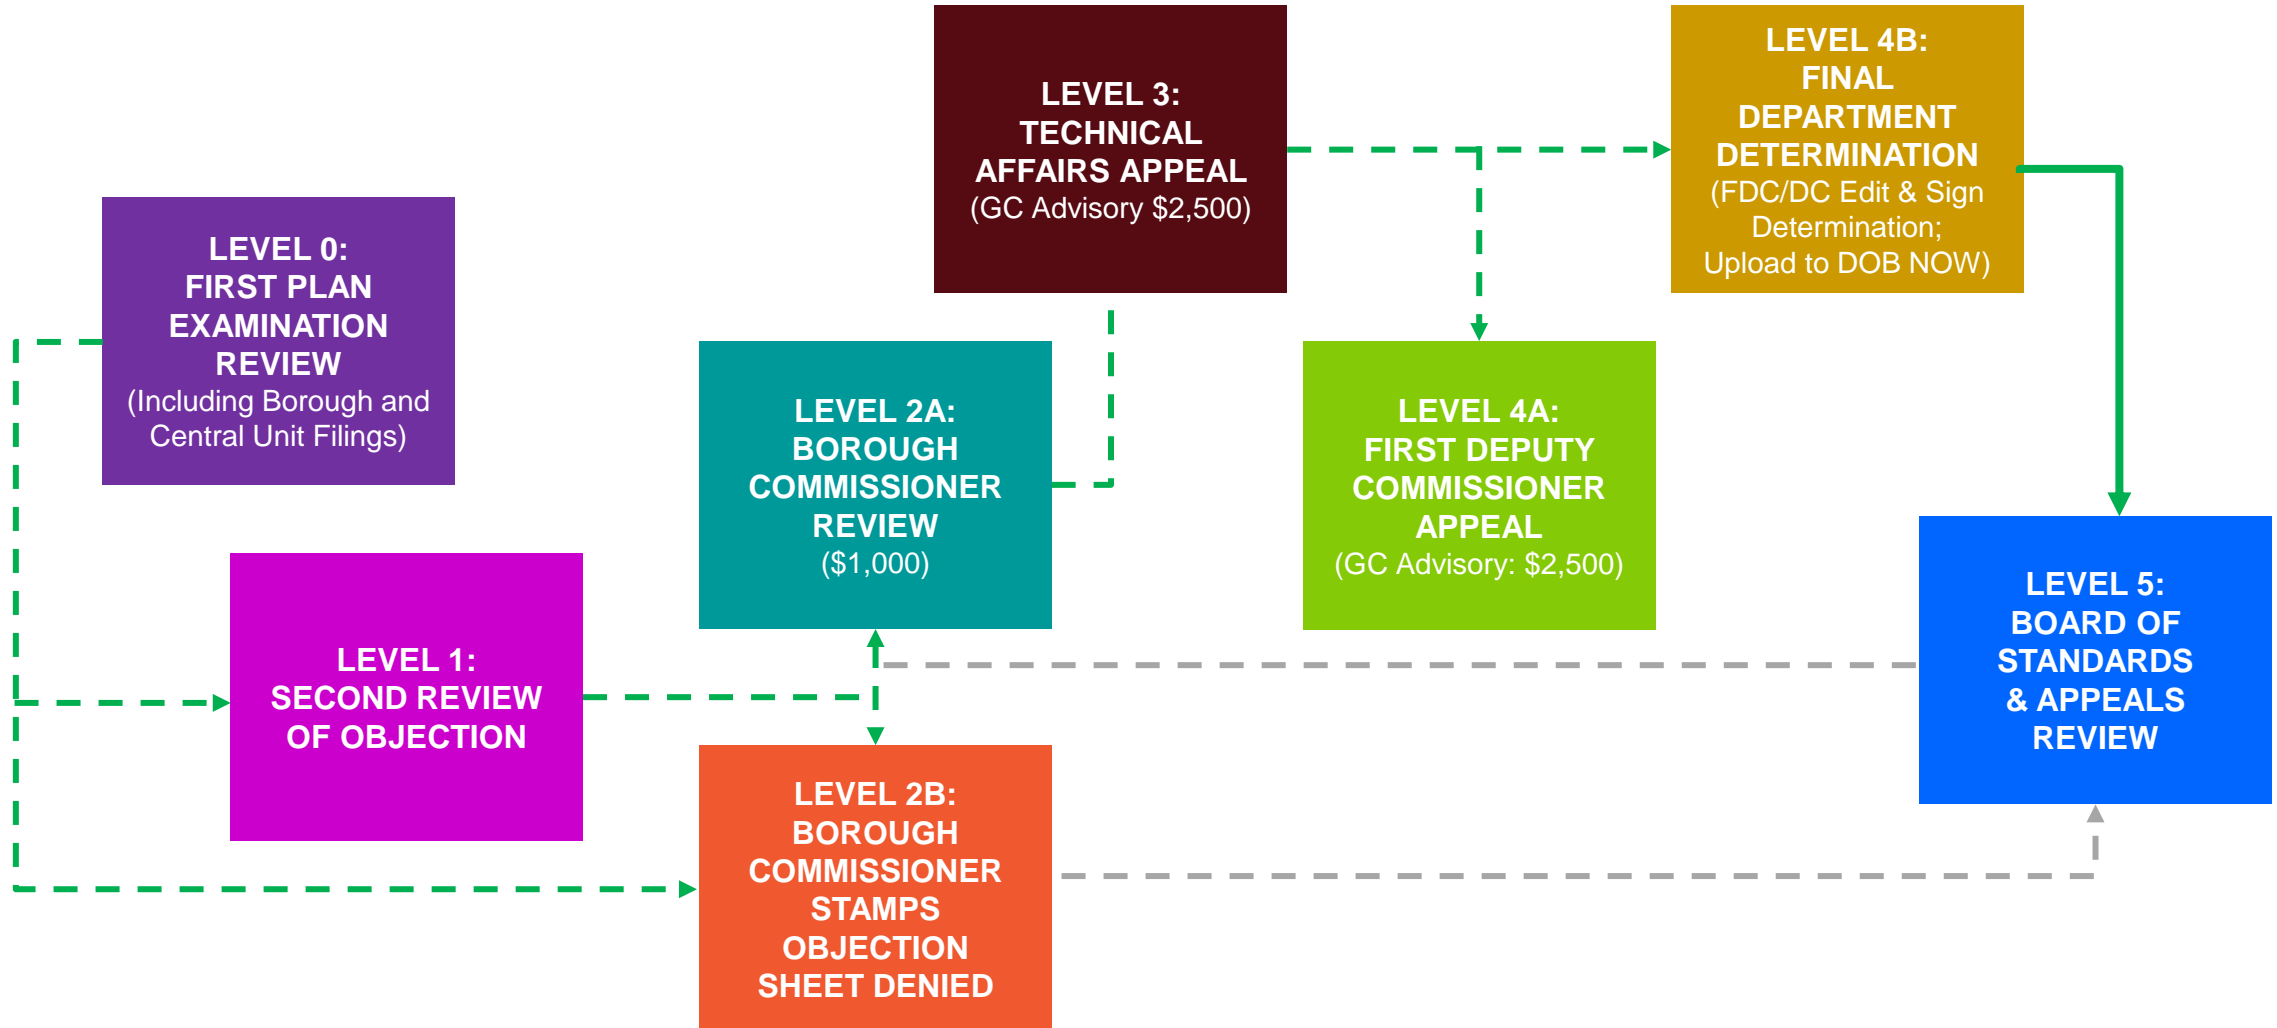 LEVEL 0:
FIRST PLAN
EXAMINATION
REVIEW
(Including Borough and
Central Unit Filings)
LEVEL 1:
SECOND REVIEW
OF OBJECTION
LEVEL 2A:
BOROUGH
COMMISSIONER
REVIEW
($1,000)
LEVEL 2B:
BOROUGH
COMMISSIONER
STAMPS
OBJECTION
SHEET DENIED
LEVEL 3:
TECHNICAL
AFFAIRS APPEAL
(GC Advisory $2,500)
LEVEL 4A:
FIRST DEPUTY
COMMISSIONER
APPEAL
(GC Advisory: $2,500)
LEVEL 4B:
FINAL
DEPARTMENT
DETERMINATION
(FDC/DC Edit & Sign
Determination;
Upload to DOB NOW)
LEVEL 5:
BOARD OF
STANDARDS
& APPEALS
REVIEW